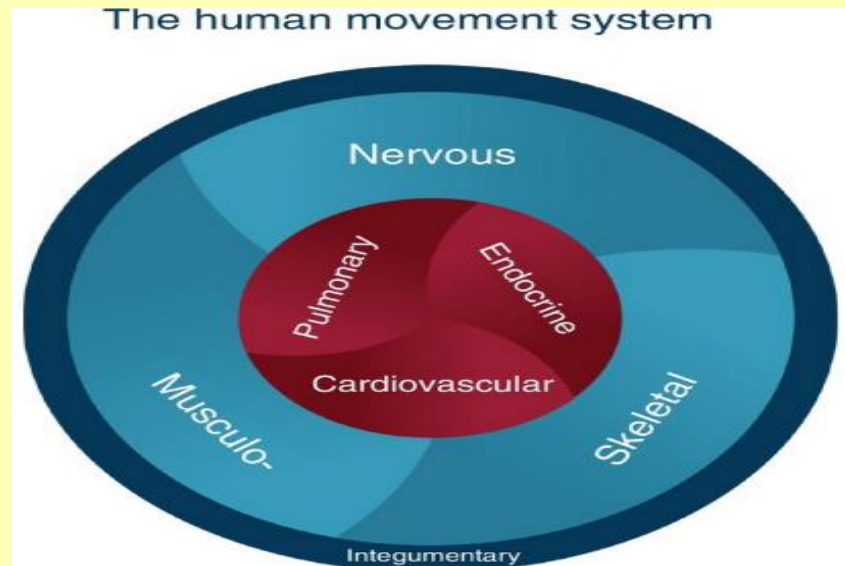 The human movement system
Nervous
Pulmonary
Endocrine
Cardiovascular
Musculo-
Skeletal
Integumentary